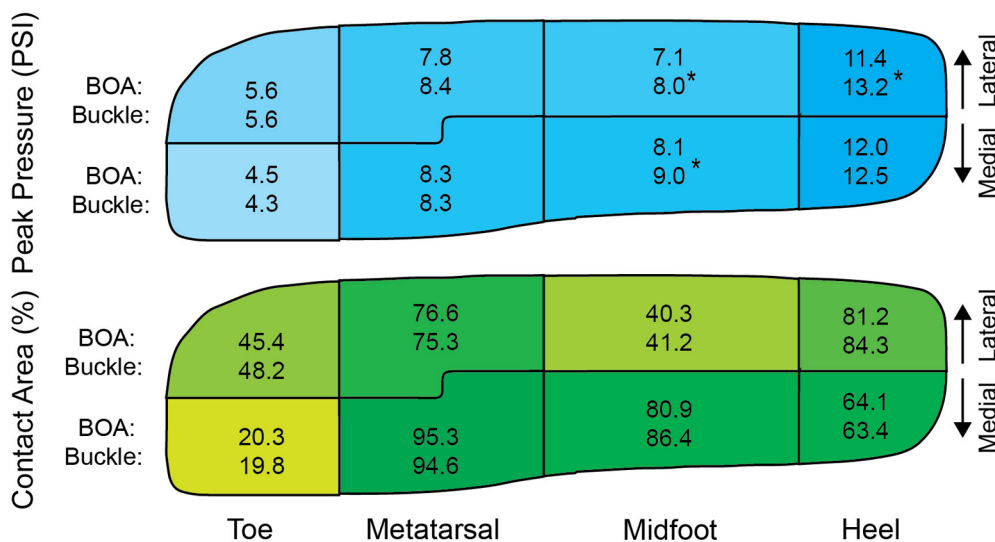 Peak Pressure (PSI)
7.8 7.1 11.4
BOA: 5.6 8.4 8.0* 13.2*
Buckle: 5.6
Lateral
8.1 12.0
BOA: 4.5 8.3 9.0* 12.5
Buckle: 4.3 8.3
Medial
Contact Area (%)
76.6 40.3 81.2
BOA: 45.4 75.3 41.2 84.3
Buckle: 48.2
Lateral
80.9 64.1
BOA: 20.3 95.3 86.4 63.4
Buckle: 19.8 94.6
Medial
Toe Metatarsal Midfoot Heel